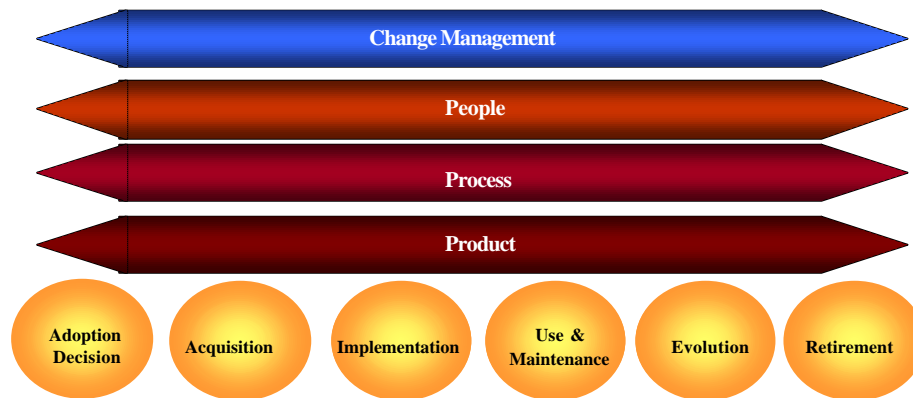 Change Management
People
Process
Product
Adoption
Decision
Acquisition
Implementation
Use &
Maintenance
Evolution
Retirement